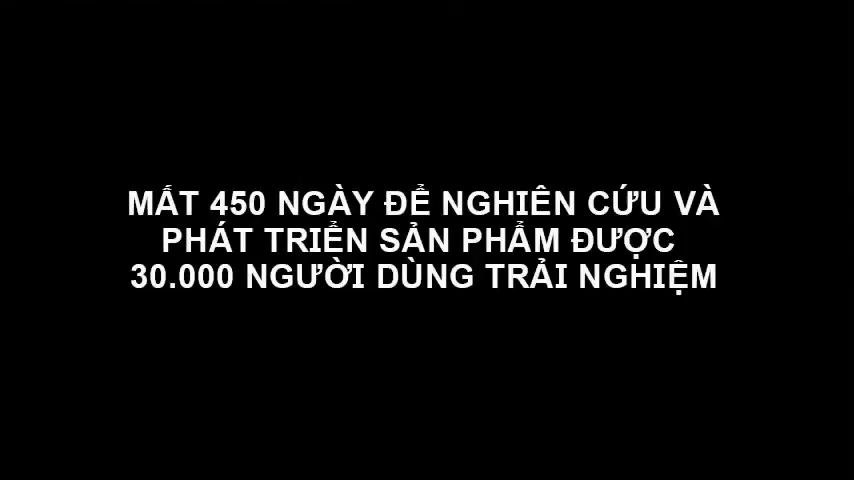 MẤT 450 NGÀY ĐỂ NGHIÊN CỨU VÀ
PHÁT TRIỂN SẢN PHẨM ĐƯỢC
30.000 NGƯỜI DÙNG TRẢI NGHIỆM